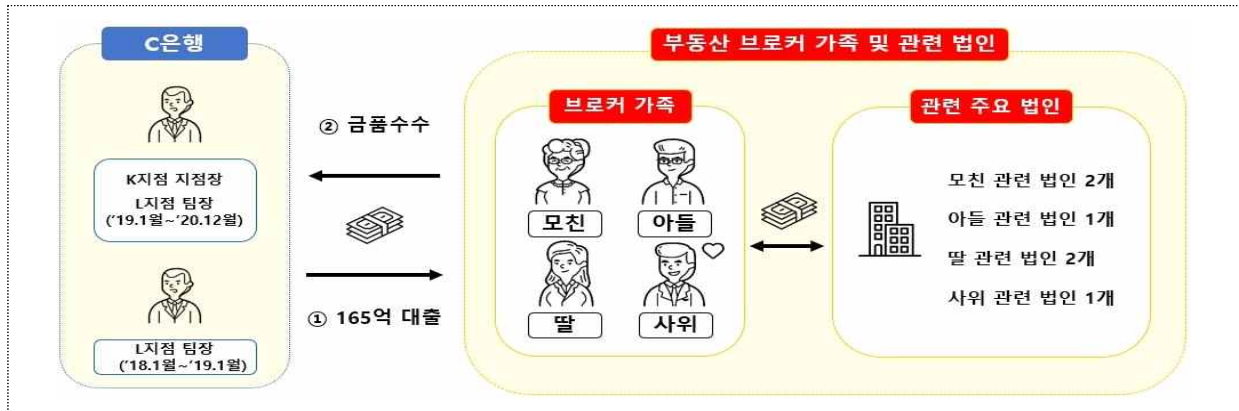 C은행
부동산 브로커 가족 및 관련 법인
브로커 가족
관련 주요 법인
② 금품수수
K지점 지점장
L지점 팀장
('19.1월~'20.12월)
모친
아들
모친 관련 법인 2개
아들 관련 법인 1개
딸 관련 법인 2개
사위 관련 법인 1개
① 165억 대출
딸
사위
L지점 팀장
('18.1월~'19.1월)